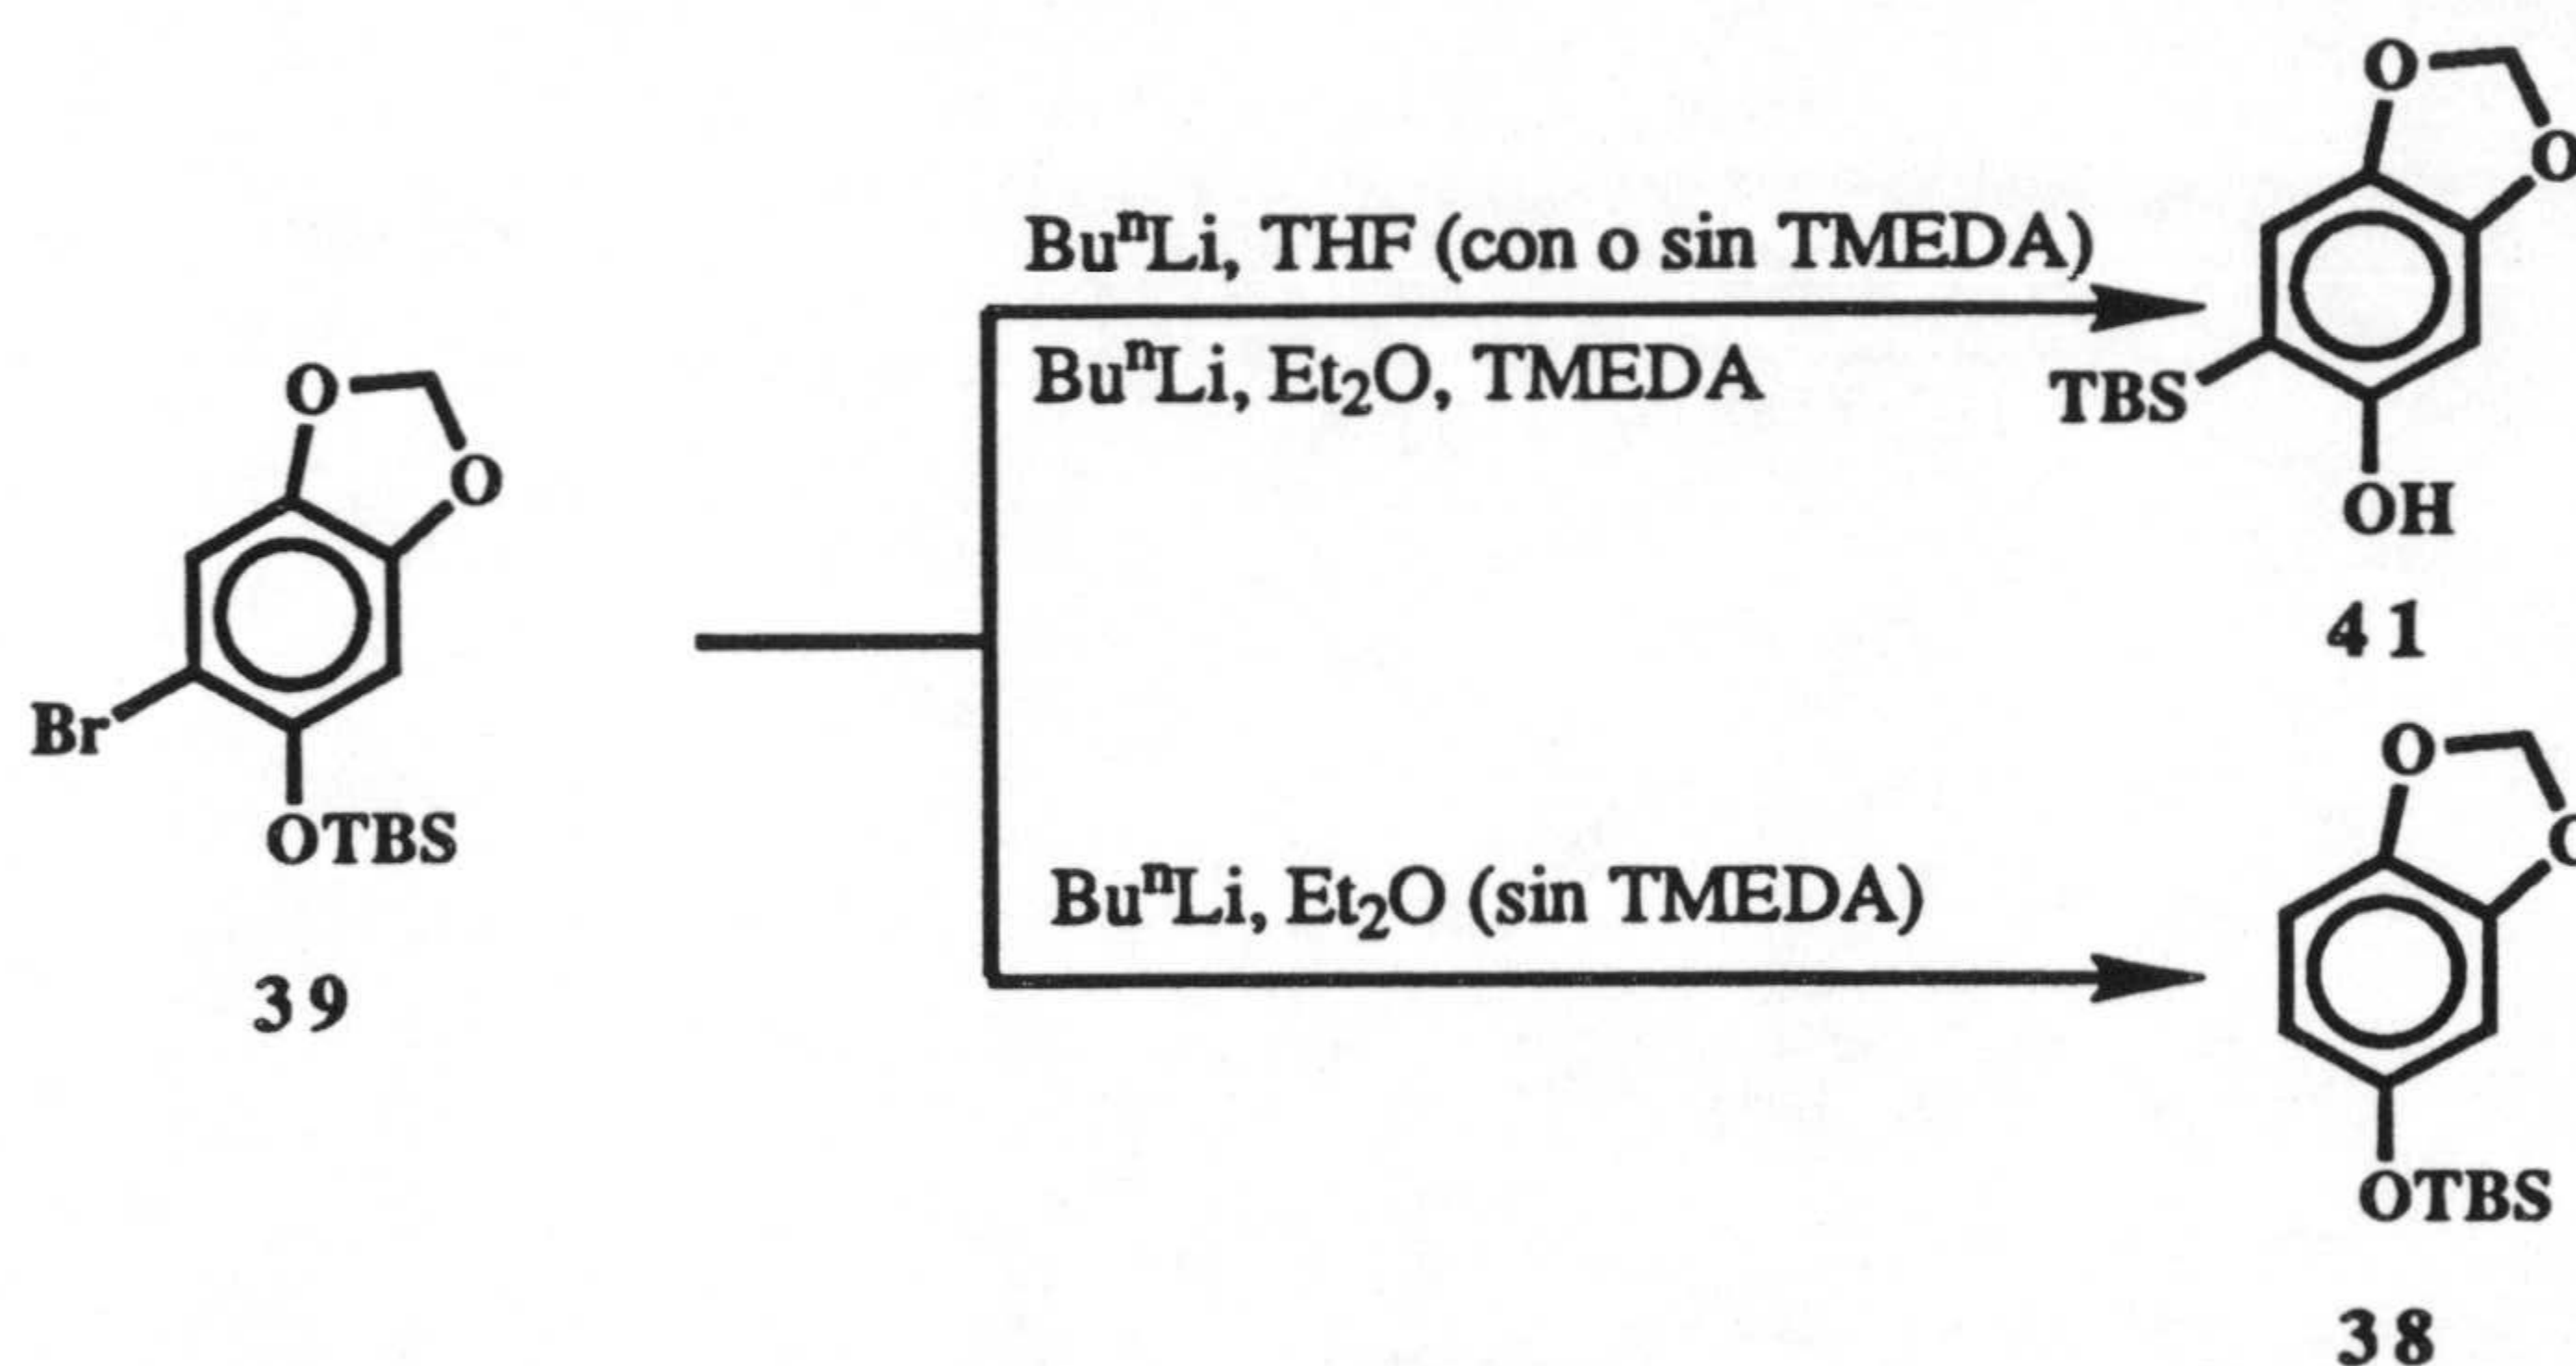 O
O
Br
OTBS
39
BuⁿLi, THF (con o sin TMEDA)
BuⁿLi, Et₂O, TMEDA
O
O
TBS
OH
41
BuⁿLi, Et₂O (sin TMEDA)
O
O
OTBS
38